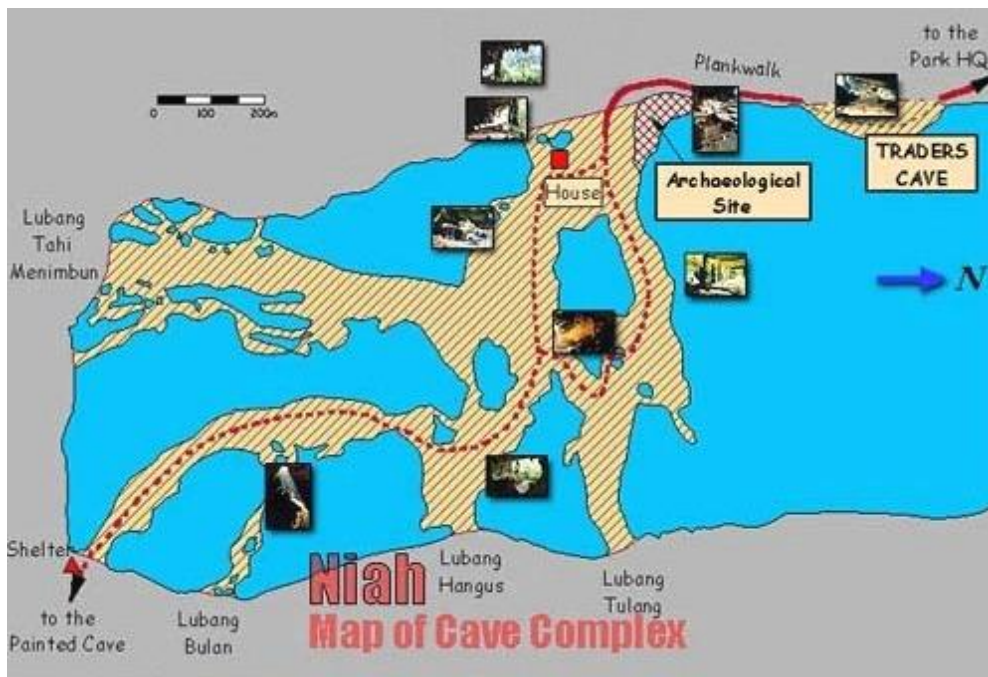 to the
Park HQ
Plankwalk
0
100
200m
TRADERS
CAVE
House
Archaeological
Site
Lubang
Tahi
Menimbun
N
Shelter
to the
Painted Cave
Lubang
Bulan
Lubang
Hangus
Lubang
Tulang
Niah
Map of Cave Complex